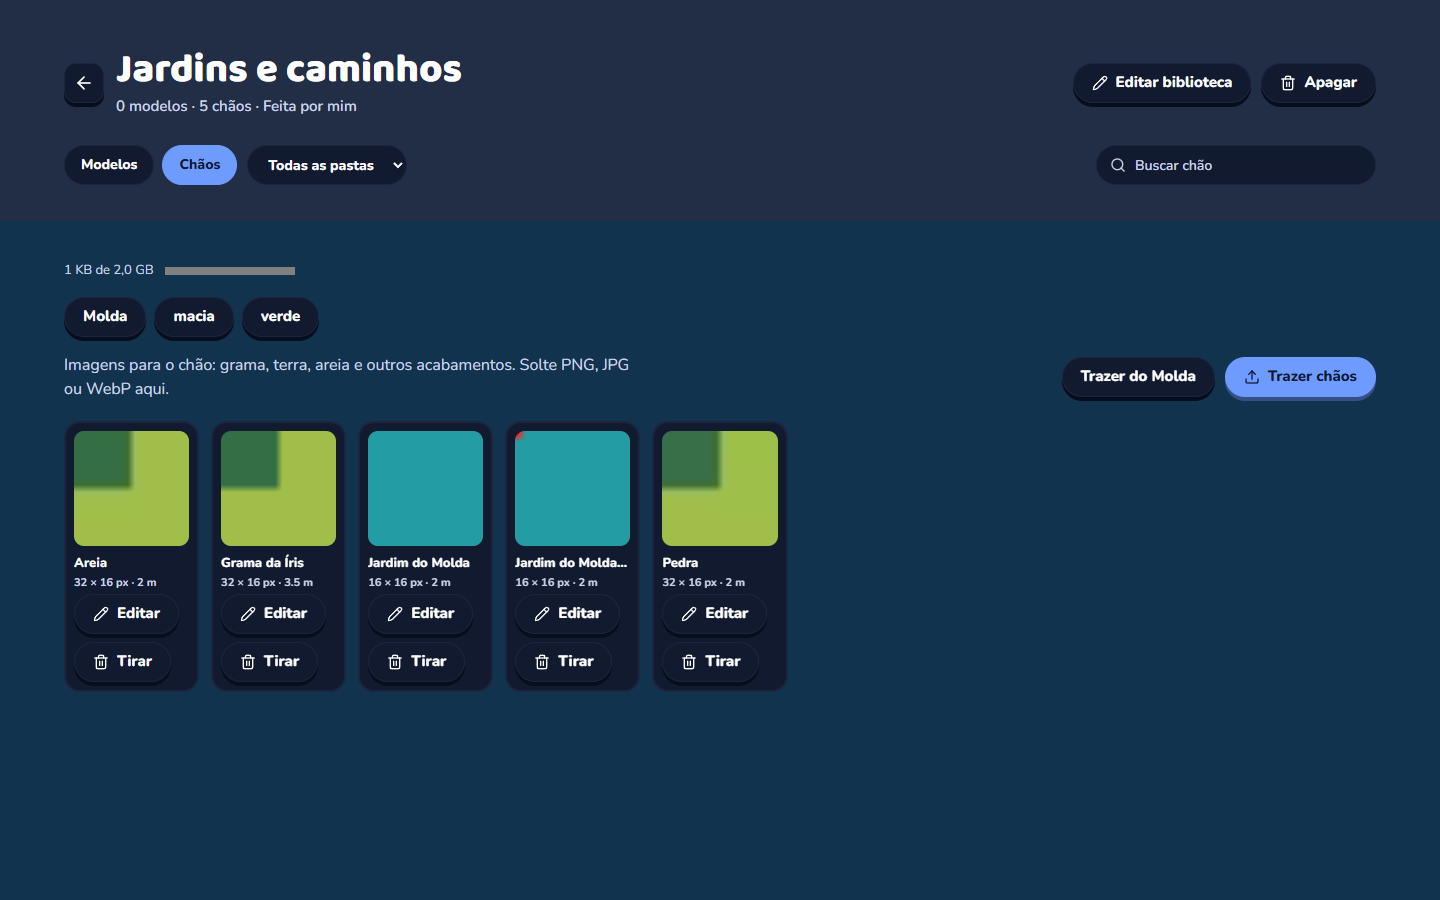 Jardins e caminhos
0 modelos · 5 chãos · Feita por mim
Editar biblioteca
Apagar
Modelos
Chãos
Todas as pastas
Buscar chão
1 KB de 2,0 GB
Molda
macia
verde
Imagens para o chão: grama, terra, areia e outros acabamentos. Solte PNG, JPG
ou WebP aqui.
Trazer do Molda
Trazer chãos
Areia
32 × 16 px · 2 m
Editar
Tirar
Grama da Íris
32 × 16 px · 3.5 m
Editar
Tirar
Jardim do Molda
16 × 16 px · 2 m
Editar
Tirar
Jardim do Molda...
16 × 16 px · 2 m
Editar
Tirar
Pedra
32 × 16 px · 2 m
Editar
Tirar